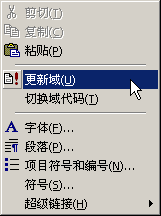 剪切(T)
复制(C)
粘贴(P)
更新域(U)
切换域代码(T)
字体(F)...
段落(P)...
项目符号和编号(N)...
符号(S)...
超级链接(H)